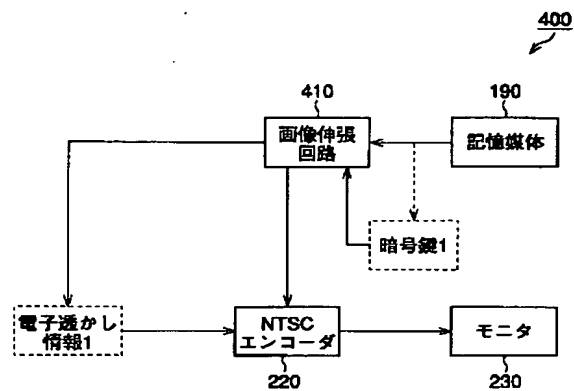 400
410
190
画像伸張
回路
記憶媒体
暗号鍵1
電子透かし
情報1
NTSC
エンコーダ
モニタ
220
230